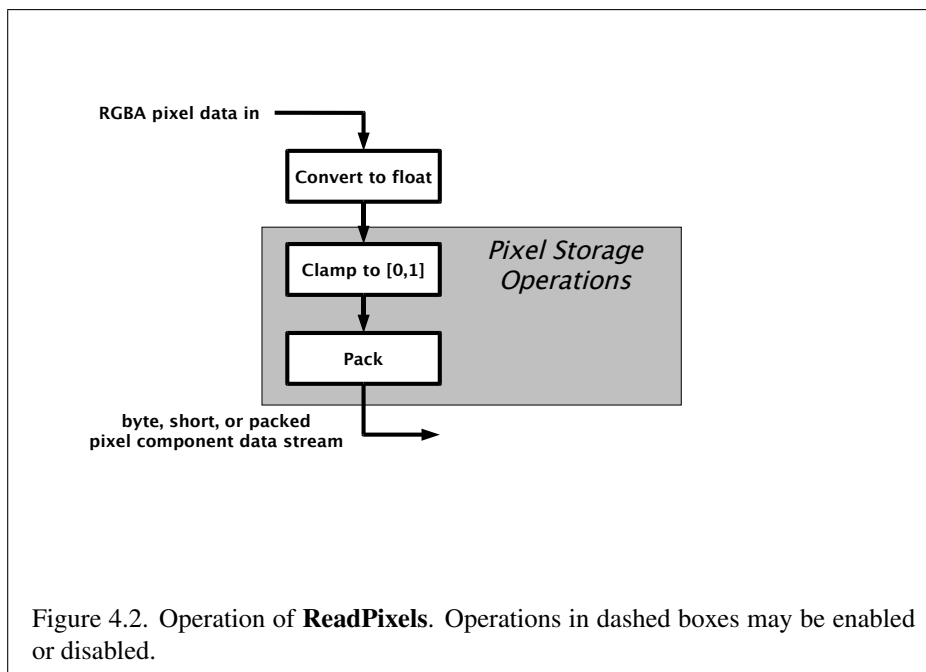 RGBA pixel data in
Convert to float
Pixel Storage
Operations
Clamp to [0,1]
Pack
byte, short, or packed
pixel component data stream
Figure 4.2. Operation of ReadPixels. Operations in dashed boxes may be enabled
or disabled.